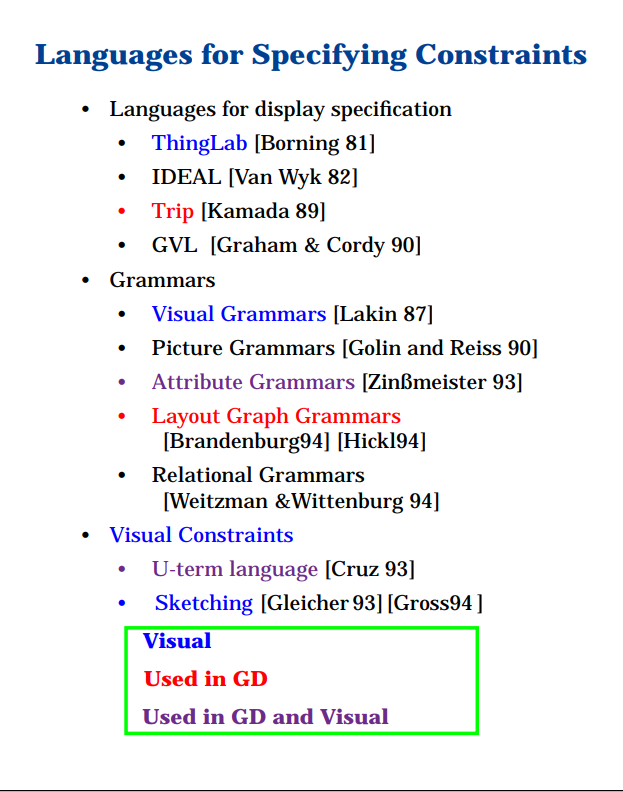 Languages for Specifying Constraints
• Languages for display specification
• ThingLab [Borning 81]
• IDEAL [Van Wyk 82]
• Trip [Kamada 89]
• GVL [Graham & Cordy 90]
• Grammars
• Visual Grammars [Lakin 87]
• Picture Grammars [Golin and Reiss 90]
• Attribute Grammars [Zinßmeister 93]
• Layout Graph Grammars
[Brandenburg94] [Hickl94]
• Relational Grammars
[Weitzman &Wittenburg 94]
• Visual Constraints
• U-term language [Cruz 93]
• Sketching [Gleicher 93] [Gross94]
Visual
Used in GD
Used in GD and Visual